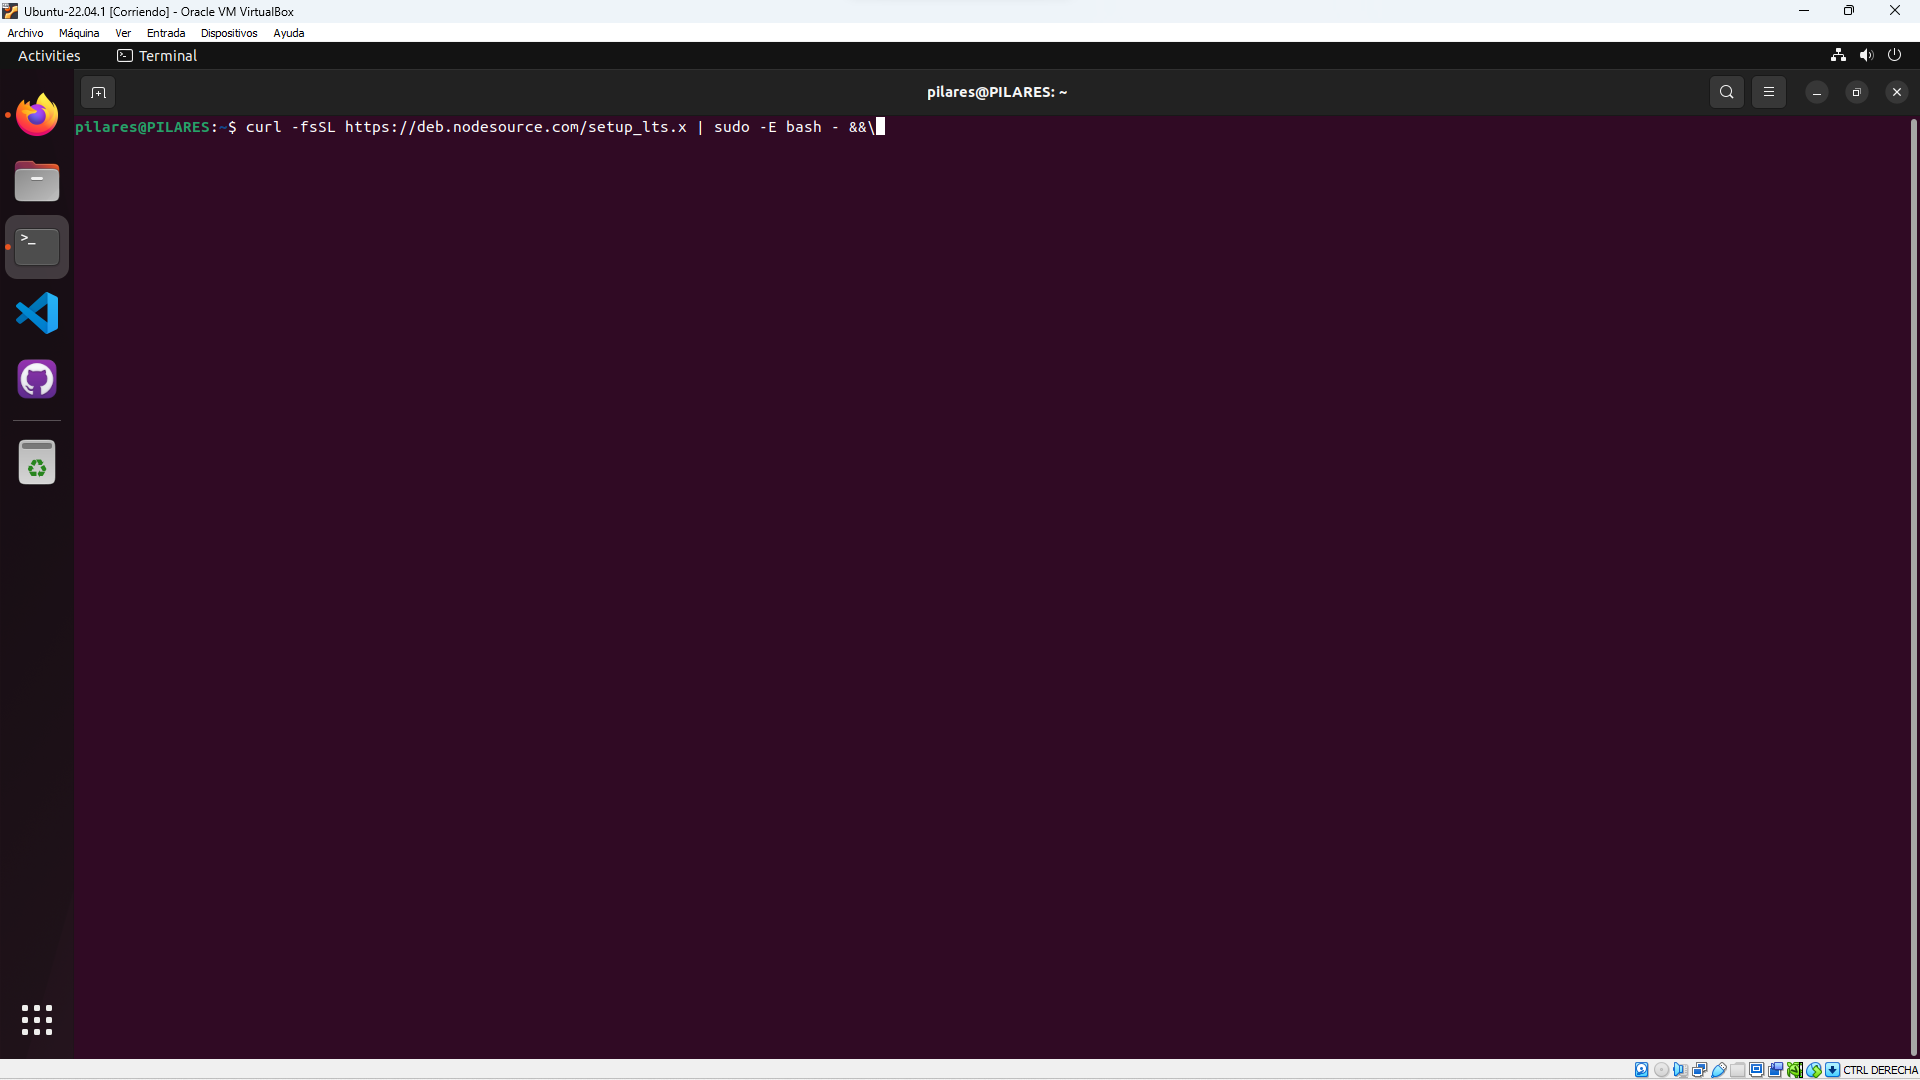 Ubuntu-22.04.1 [Corriendo] - Oracle VM VirtualBox
Archivo Máquina Ver Entrada Dispositivos Ayuda
Activities Terminal
pilares@PILARES: ~
pilares@PILARES:~$ curl -fsSL https://deb.nodesource.com/setup_lts.x | sudo -E bash - &&\
CTRL DERECHA